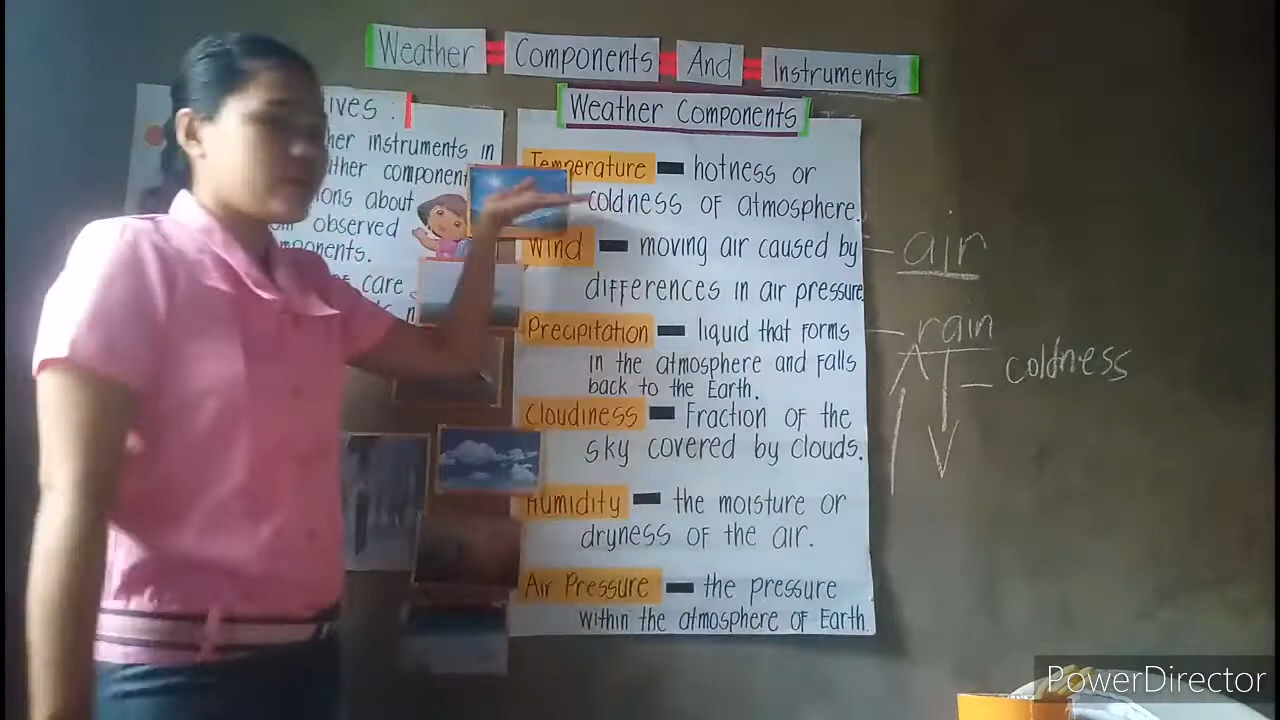 Weather Components And Instruments
ives :
her instruments in
ther component
ons about
observed
mponents.
care
Weather Components
Temperature - hotness or
coldness of atmosphere.
Wind - moving air caused by
differences in air pressure.
Precipitation - liquid that forms
in the atmosphere and falls
back to the Earth.
Cloudiness - Fraction of the
sky covered by clouds.
Humidity - the moisture or
dryness of the air.
Air Pressure - the pressure
within the atmosphere of Earth.
air
rain
coldness
PowerDirector